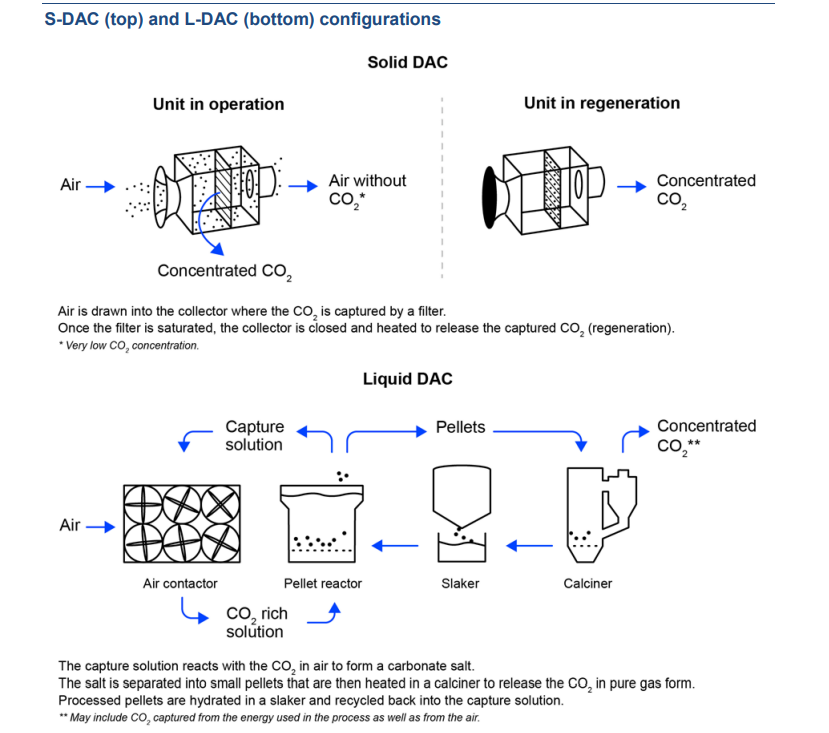 S-DAC (top) and L-DAC (bottom) configurations
Solid DAC
Unit in operation
Unit in regeneration
Air
Air without
CO₂*
Concentrated CO₂
Concentrated
CO₂
Air is drawn into the collector where the CO₂ is captured by a filter.
Once the filter is saturated, the collector is closed and heated to release the captured CO₂ (regeneration).
* Very low CO₂ concentration.
Liquid DAC
Capture
solution
Pellets
Concentrated
CO₂**
Air
Air contactor
Pellet reactor
Slaker
Calciner
CO₂ rich
solution
The capture solution reacts with the CO₂ in air to form a carbonate salt.
The salt is separated into small pellets that are then heated in a calciner to release the CO₂ in pure gas form.
Processed pellets are hydrated in a slaker and recycled back into the capture solution.
** May include CO₂ captured from the energy used in the process as well as from the air.